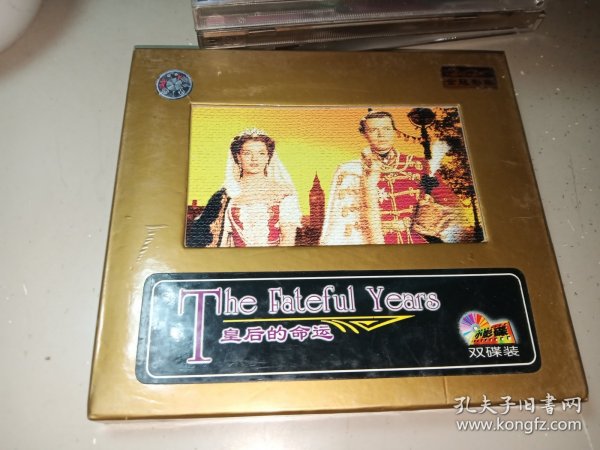 The Fateful Years
皇后的命运
双碟装
孔夫子旧書网
www.kongfz.com